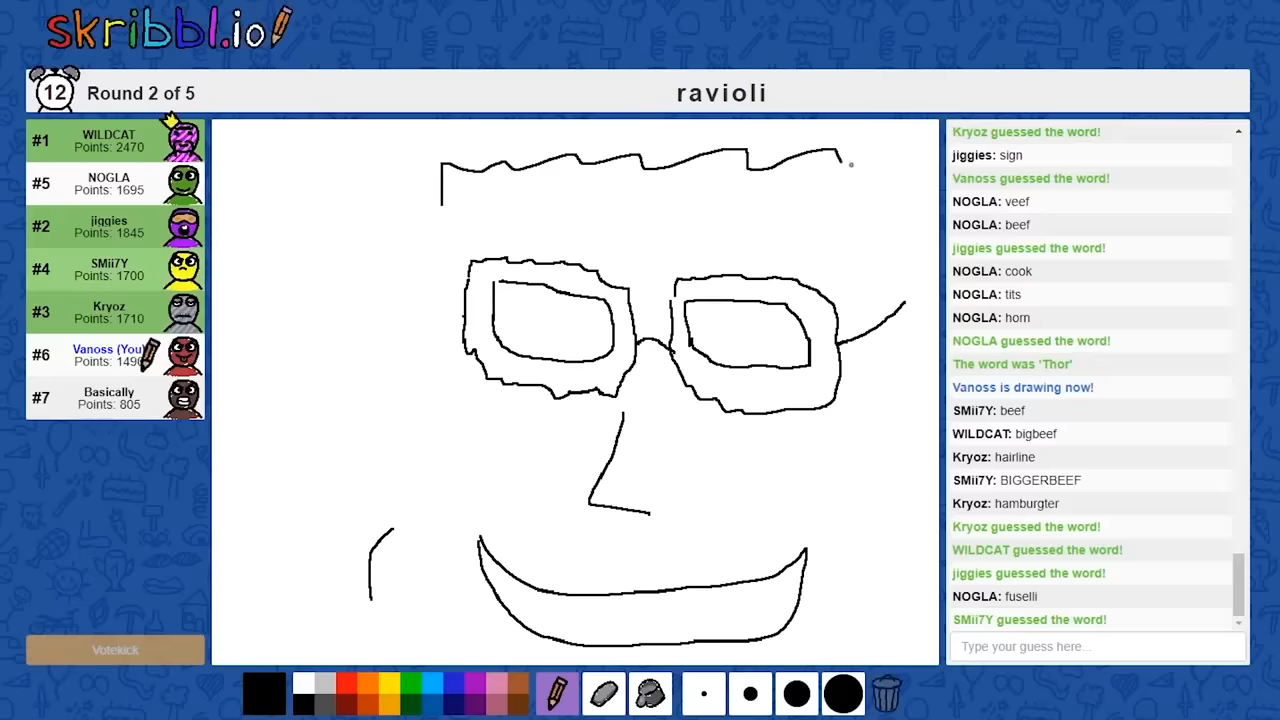 skribbl.io
12
Round 2 of 5
ravioli
#1 WILDCAT
Points: 2470
#5 NOGLA
Points: 1695
#2 jiggies
Points: 1845
#4 SMii7Y
Points: 1700
#3 Kryoz
Points: 1710
#6 Vanoss (You)
Points: 1490
#7 Basically
Points: 805
Votekick
Kryoz guessed the word!
jiggies: sign
Vanoss guessed the word!
NOGLA: veef
NOGLA: beef
jiggies guessed the word!
NOGLA: cook
NOGLA: tits
NOGLA: horn
NOGLA guessed the word!
The word was 'Thor'
Vanoss is drawing now!
SMii7Y: beef
WILDCAT: bigbeef
Kryoz: hairline
SMii7Y: BIGGERBEEF
Kryoz: hamburgter
Kryoz guessed the word!
WILDCAT guessed the word!
jiggies guessed the word!
NOGLA: fuselli
SMii7Y guessed the word!
Type your guess here...